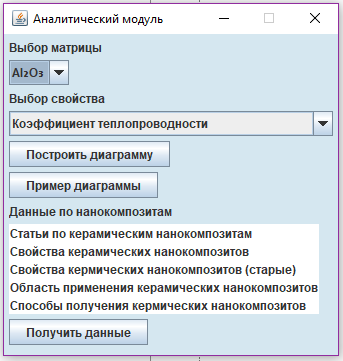 Аналитический модуль
Выбор матрицы
Al₂O₃
Выбор свойства
Коэффициент теплопроводности
Построить диаграмму
Пример диаграммы
Данные по нанокомпозитам
Статьи по керамическим нанокомпозитам
Свойства керамических нанокомпозитов
Свойства кермических нанокомпозитов (старые)
Область применения керамических нанокомпозитов
Способы получения кермических нанокомпозитов
Получить данные